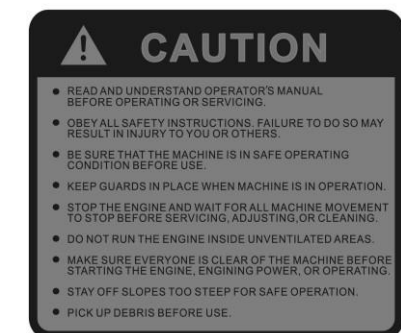 CAUTION
● READ AND UNDERSTAND OPERATOR'S MANUAL
BEFORE OPERATING OR SERVICING.
● OBEY ALL SAFETY INSTRUCTIONS. FAILURE TO DO SO MAY
RESULT IN INJURY TO YOU OR OTHERS.
● BE SURE THAT THE MACHINE IS IN SAFE OPERATING
CONDITION BEFORE USE.
● KEEP GUARDS IN PLACE WHEN MACHINE IS IN OPERATION.
● STOP THE ENGINE AND WAIT FOR ALL MACHINE MOVEMENT
TO STOP BEFORE SERVICING, ADJUSTING,OR CLEANING.
● DO NOT RUN THE ENGINE INSIDE UNVENTILATED AREAS.
● MAKE SURE EVERYONE IS CLEAR OF THE MACHINE BEFORE
STARTING THE ENGINE, ENGINING POWER, OR OPERATING.
● STAY OFF SLOPES TOO STEEP FOR SAFE OPERATION.
● PICK UP DEBRIS BEFORE USE.